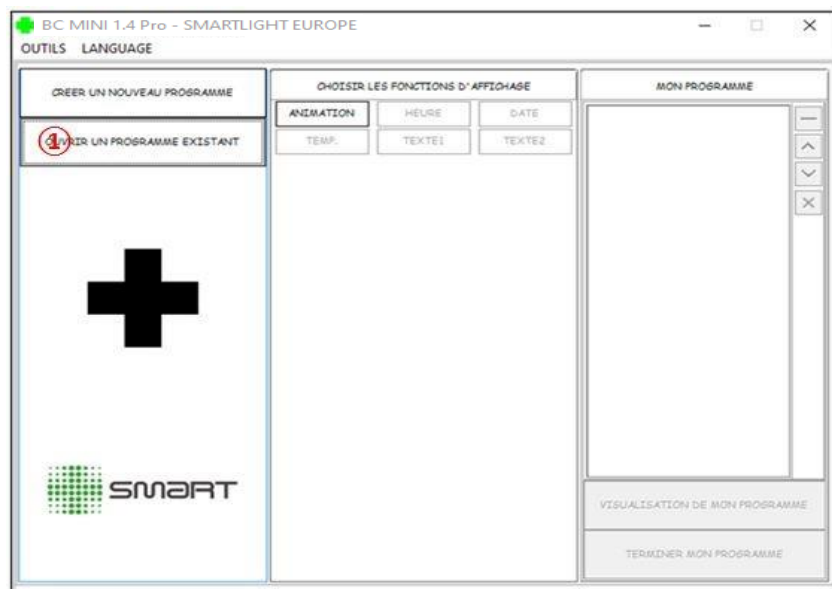 BC MINI 1.4 Pro - SMARTLIGHT EUROPE
OUTILS LANGUAGE
CREER UN NOUVEAU PROGRAMME
① OUVRIR UN PROGRAMME EXISTANT
SMART
CHOISIR LES FONCTIONS D'AFFICHAGE
ANIMATION HEURE DATE
TEMP. TEXTE1 TEXTE2
MON PROGRAMME
VISUALISATION DE MON PROGRAMME
TERMINER MON PROGRAMME